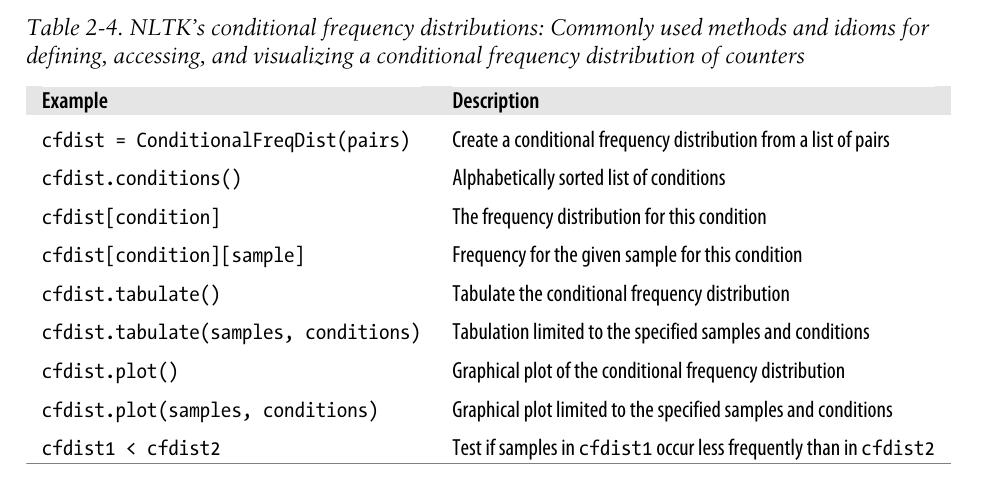 Table 2-4. NLTK’s conditional frequency distributions: Commonly used methods and idioms for
defining, accessing, and visualizing a conditional frequency distribution of counters
Example Description
cfdist = ConditionalFreqDist(pairs) Create a conditional frequency distribution from a list of pairs
cfdist.conditions() Alphabetically sorted list of conditions
cfdist[condition] The frequency distribution for this condition
cfdist[condition][sample] Frequency for the given sample for this condition
cfdist.tabulate() Tabulate the conditional frequency distribution
cfdist.tabulate(samples, conditions) Tabulation limited to the specified samples and conditions
cfdist.plot() Graphical plot of the conditional frequency distribution
cfdist.plot(samples, conditions) Graphical plot limited to the specified samples and conditions
cfdist1 < cfdist2 Test if samples in cfdist1 occur less frequently than in cfdist2